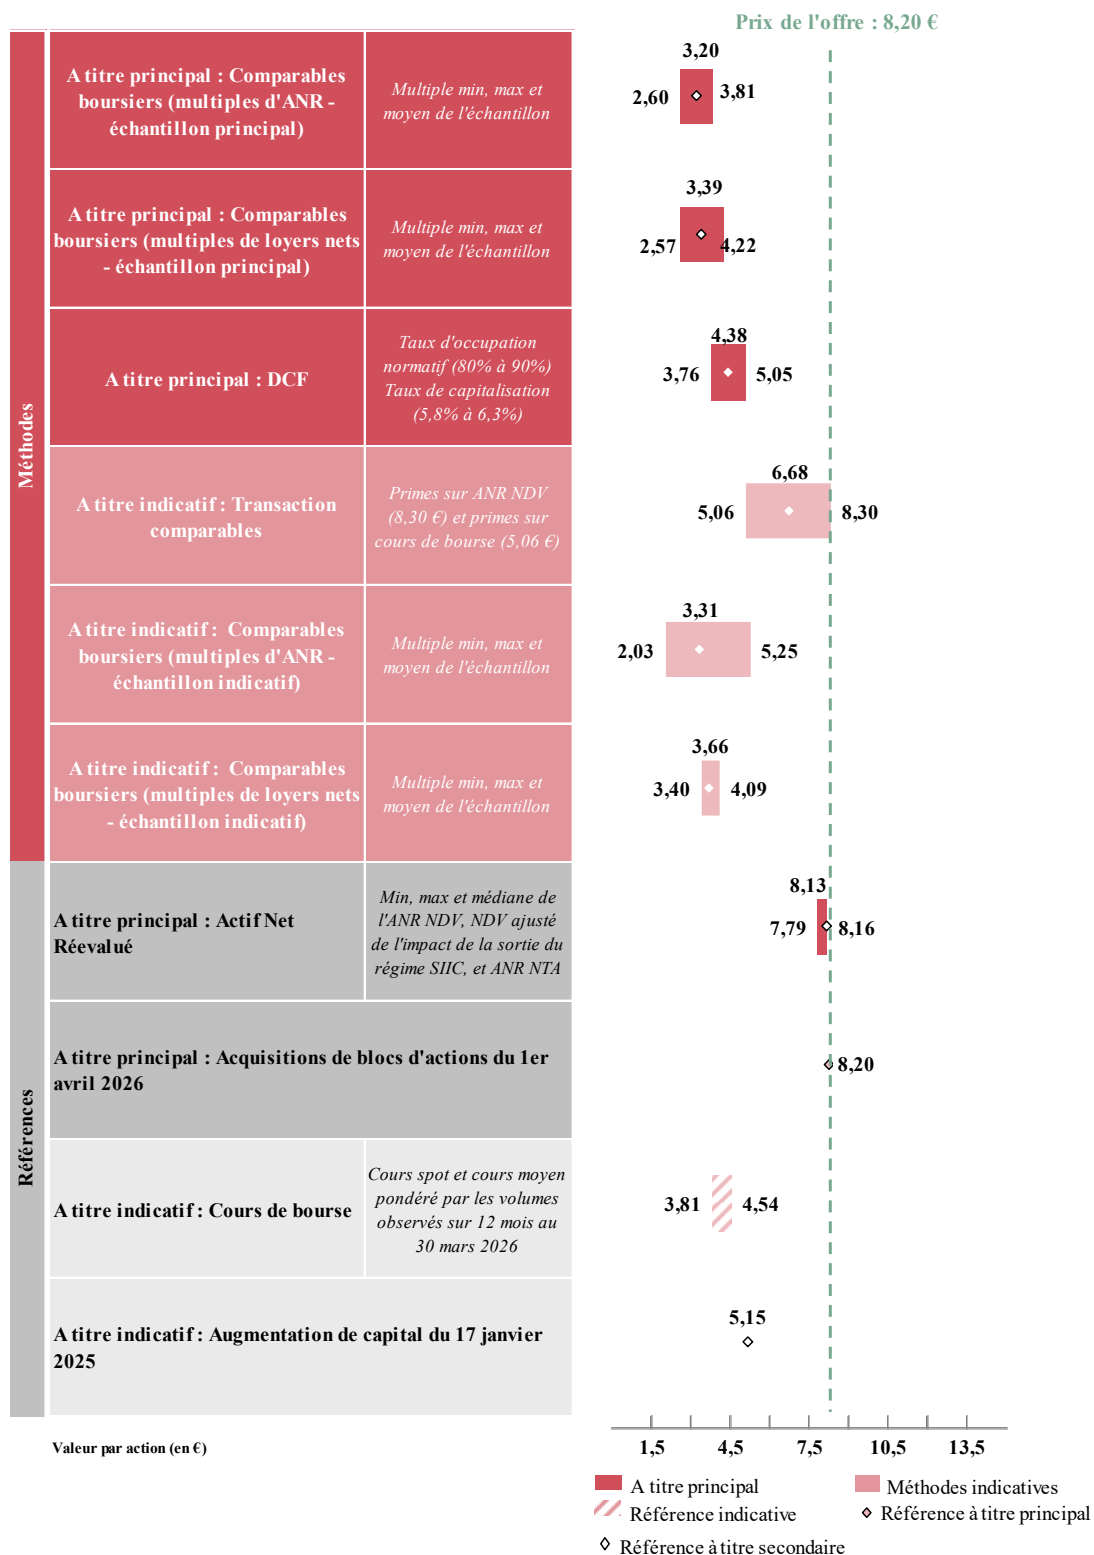 Prix de l'offre : 8,20 €
Méthodes
A titre principal : Comparables
boursiers (multiples d'ANR -
échantillon principal)
Multiple min, max et
moyen de l'échantillon
3,20
2,60
3,81
A titre principal : Comparables
boursiers (multiples de loyers nets
- échantillon principal)
Multiple min, max et
moyen de l'échantillon
3,39
2,57
4,22
A titre principal : DCF
Taux d'occupation
normatif (80% à 90%)
Taux de capitalisation
(5,8% à 6,3%)
4,38
3,76
5,05
A titre indicatif : Transaction
comparables
Primes sur ANR NDV
(8,30 €) et primes sur
cours de bourse (5,06 €)
6,68
5,06
8,30
A titre indicatif : Comparables
boursiers (multiples d'ANR -
échantillon indicatif)
Multiple min, max et
moyen de l'échantillon
3,31
2,03
5,25
A titre indicatif : Comparables
boursiers (multiples de loyers nets
- échantillon indicatif)
Multiple min, max et
moyen de l'échantillon
3,66
3,40
4,09
Références
A titre principal : Actif Net
Réevalué
Min, max et médiane de
l'ANR NDV, NDV ajusté
de l'impact de la sortie du
régime SIIC, et ANR NTA
8,13
7,79
8,16
A titre principal : Acquisitions de blocs d'actions du 1er
avril 2026
8,20
A titre indicatif : Cours de bourse
Cours spot et cours moyen
pondéré par les volumes
observés sur 12 mois au
30 mars 2026
3,81
4,54
A titre indicatif : Augmentation de capital du 17 janvier
2025
5,15
Valeur par action (en €)
1,5 4,5 7,5 10,5 13,5
A titre principal
Méthodes indicatives
Référence indicative
Référence à titre principal
Référence à titre secondaire